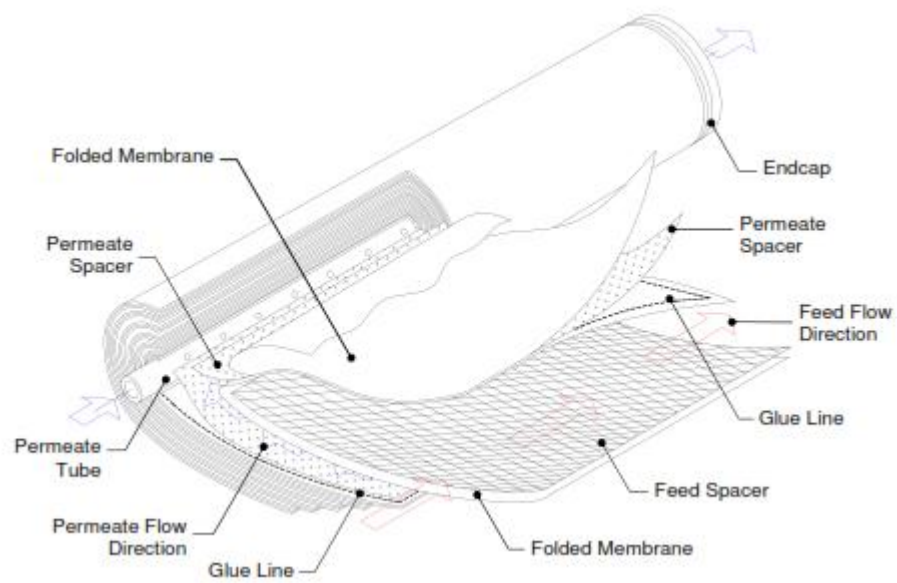 Folded Membrane
Endcap
Permeate
Spacer
Permeate
Spacer
Feed Flow
Direction
Glue Line
Permeate
Tube
Feed Spacer
Permeate Flow
Direction
Folded Membrane
Glue Line